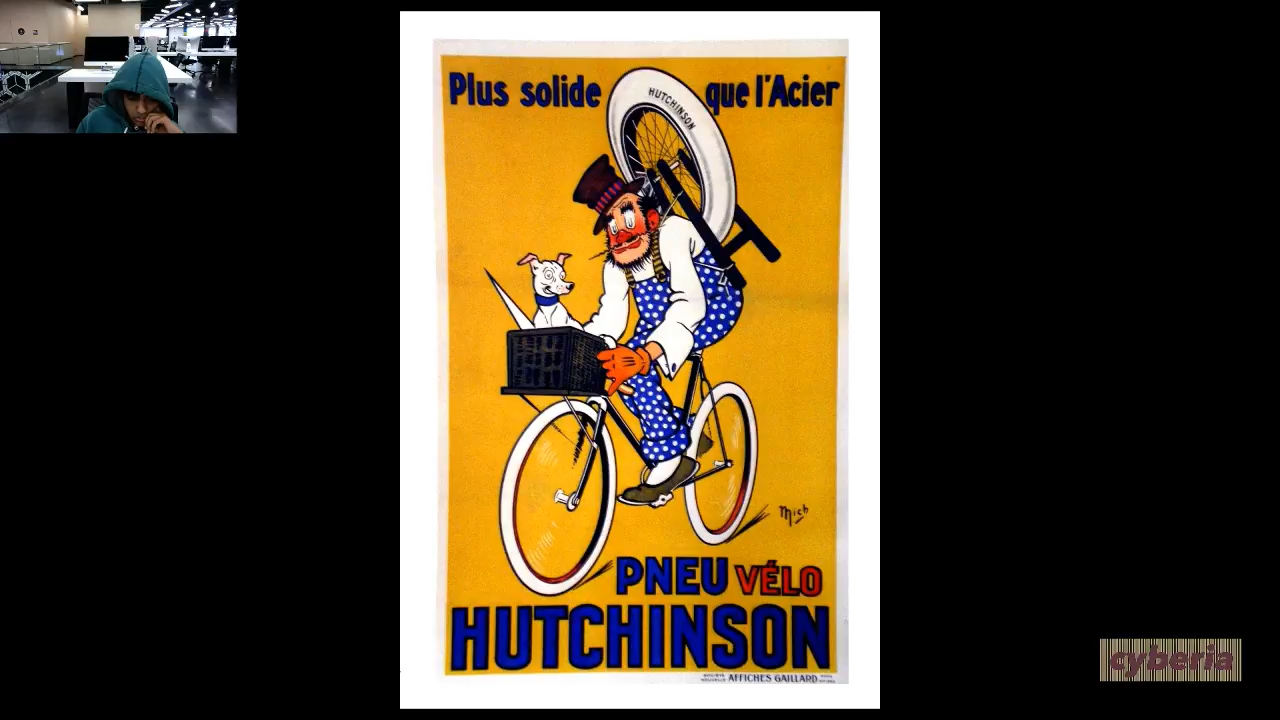 Plus solide que l'Acier
HUTCHINSON
Mich
PNEU VÉLO
HUTCHINSON
AFFICHES GAILLARD
cyberia